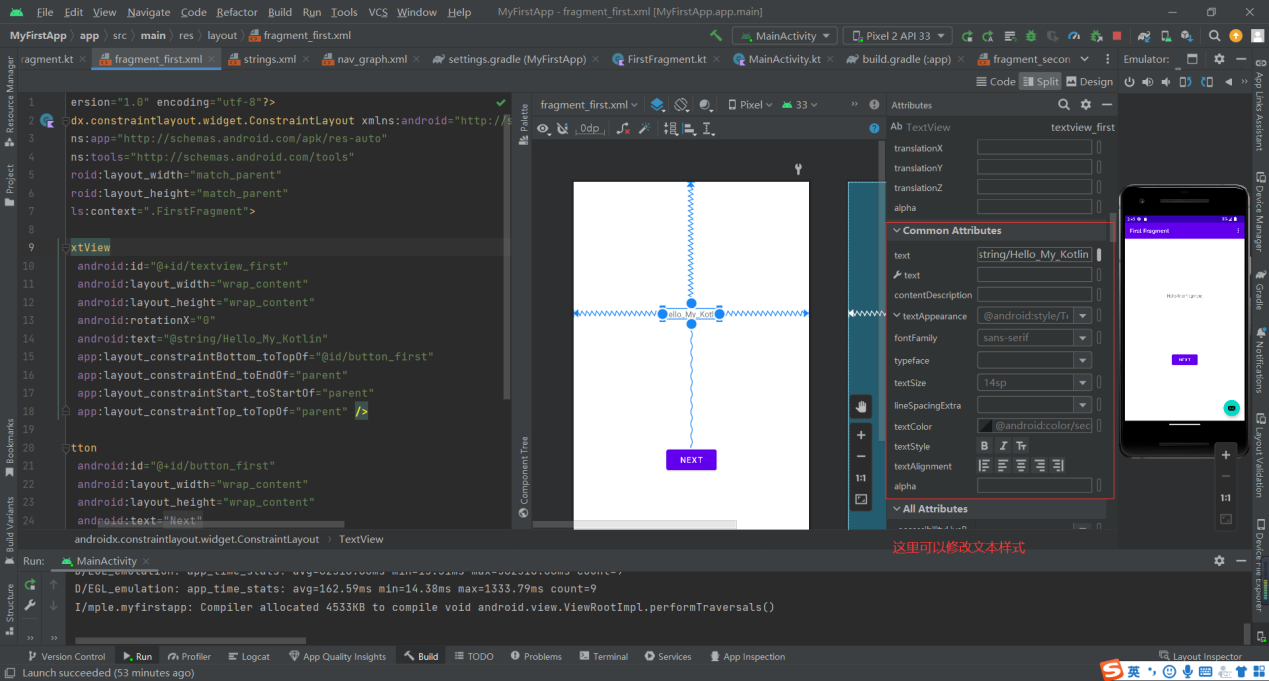 File Edit View Navigate Code Refactor Build Run Tools VCS Window Help MyFirstApp - fragment_first.xml [MyFirstApp.app.main]
MyFirstApp app src main res layout fragment_first.xml MainActivity Pixel 2 API 33
ragment.kt fragment_first.xml strings.xml nav_graph.xml settings.gradle (MyFirstApp) FirstFragment.kt MainActivity.kt build.gradle (:app) fragment_secon Emulator:
Code Split Design
Resource Manager
Project
Bookmarks
Build Variants
Structure
1 ersion="1.0" encoding="utf-8"?>
2 dx.constraintlayout.widget.ConstraintLayout xmlns:android="http://s
3 ns:app="http://schemas.android.com/apk/res-auto"
4 ns:tools="http://schemas.android.com/tools"
5 roid:layout_width="match_parent"
6 roid:layout_height="match_parent"
7 ls:context=".FirstFragment">
8
9 xtView
10 android:id="@+id/textview_first"
11 android:layout_width="wrap_content"
12 android:layout_height="wrap_content"
13 android:rotationX="0"
14 android:text="@string/Hello_My_Kotlin"
15 app:layout_constraintBottom_toTopOf="@id/button_first"
16 app:layout_constraintEnd_toEndOf="parent"
17 app:layout_constraintStart_toStartOf="parent"
18 app:layout_constraintTop_toTopOf="parent" />
19
20 tton
21 android:id="@+id/button_first"
22 android:layout_width="wrap_content"
23 android:layout_height="wrap_content"
24 android:text="Next"
androidx.constraintlayout.widget.ConstraintLayout TextView
fragment_first.xml Pixel 33
0dp
Palette
Component Tree
ello_My_Kotl
NEXT
1:1
Attributes
Ab TextView textview_first
translationX
translationY
translationZ
alpha
Common Attributes
text string/Hello_My_Kotlin
text
contentDescription
textAppearance @android:style/Te
fontFamily sans-serif
typeface
textSize 14sp
lineSpacingExtra
textColor @android:color/sec
textStyle B I Tт
textAlignment
alpha
All Attributes
这里可以修改文本样式
First Fragment
NEXT
1:1
App Links Assistant
Device Manager
Gradle
Notifications
Layout Validation
Device File Explorer
Run: MainActivity
D/EGL_emulation: app_time_stats: avg=162.59ms min=14.38ms max=1333.79ms count=9
I/mple.myfirstapp: Compiler allocated 4533KB to compile void android.view.ViewRootImpl.performTraversals()
Version Control Run Profiler Logcat App Quality Insights Build TODO Problems Terminal Services App Inspection Layout Inspector
Launch succeeded (53 minutes ago)
英